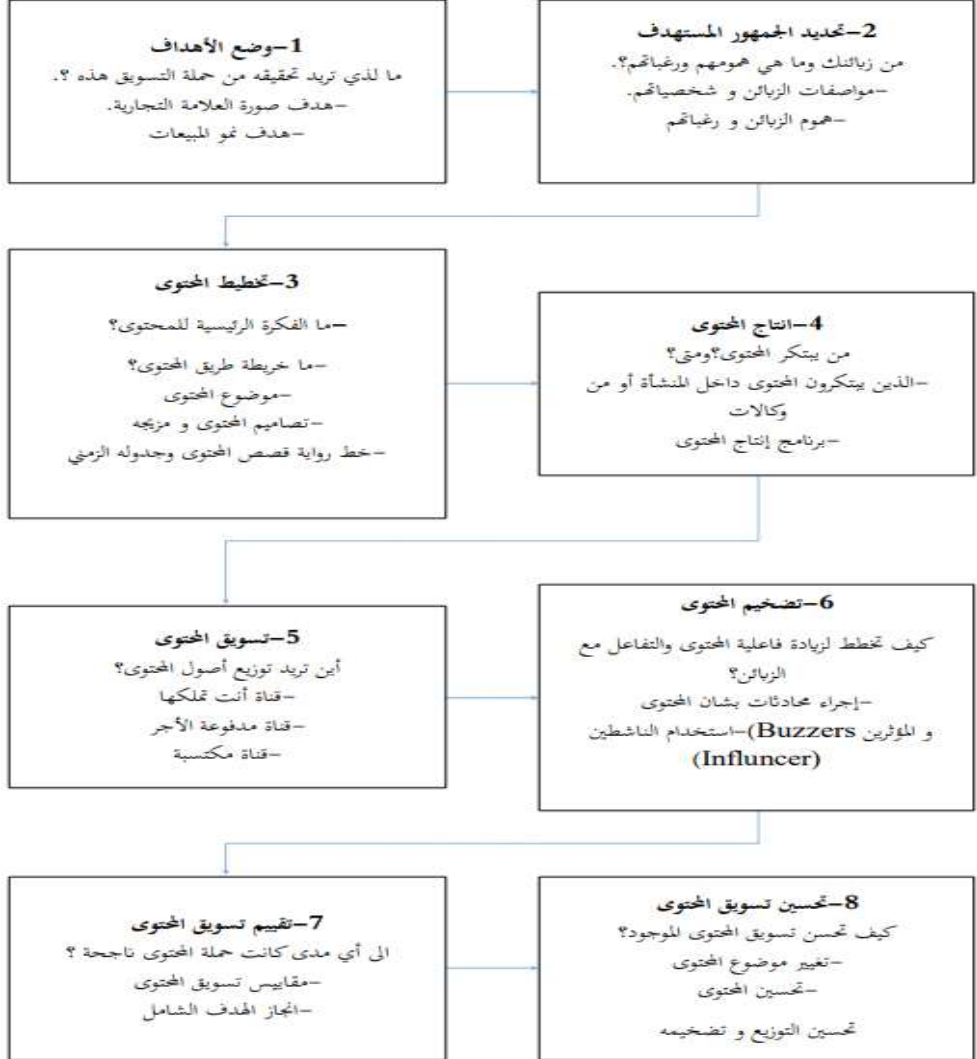 1-وضع الأهداف
ما لذي تريد تحقيقه من حملة التسويق هذه ؟.
-هدف صورة العلامة التجارية.
-هدف نمو المبيعات
2-تحديد الجمهور المستهدف
من زبائنك وما هي همومهم ورغباتهم؟.
-مواصفات الزبائن و شخصياتهم.
-هموم الزبائن و رغباتهم
3-تخطيط المحتوى
-ما الفكرة الرئيسية للمحتوى؟
-ما خريطة طريق المحتوى؟
-موضوع المحتوى
-تصاميم المحتوى و مزيجه
-خط رواية قصص المحتوى وجدوله الزمني
4-انتاج المحتوى
من يبتكر المحتوى؟ومتى؟
-الذين يبتكرون المحتوى داخل المنشأة أو من
وكالات
-برنامج إنتاج المحتوى
5-تسويق المحتوى
أين تريد توزيع أصول المحتوى؟
-قناة أنت تملكها
-قناة مدفوعة الأجر
-قناة مكتسبة
6-تضخيم المحتوى
كيف تخطط لزيادة فاعلية المحتوى والتفاعل مع
الزبائن؟
-إجراء محادثات بشان المحتوى
و المؤثرين Buzzers)-استخدام الناشطين
(Influncer)
7-تقييم تسويق المحتوى
الى أي مدى كانت حملة المحتوى ناجحة ؟
-مقاييس تسويق المحتوى
-انجاز الهدف الشامل
8-تحسين تسويق المحتوى
كيف تحسن تسويق المحتوى الموجود؟
-تغيير موضوع المحتوى
-تحسين المحتوى
تحسين التوزيع و تضخيمه